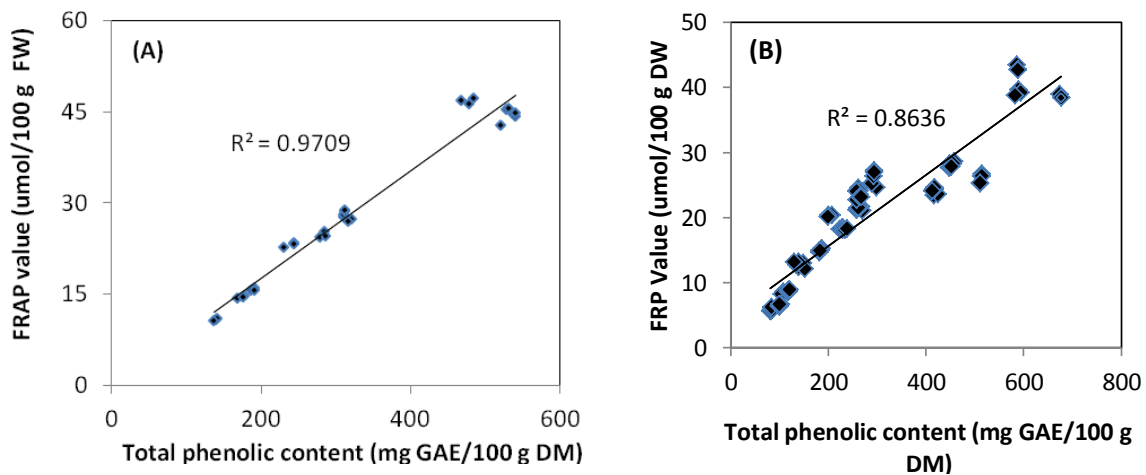 (A)
FRAP value (umol/100 g FW)
60
45
30
15
0
R² = 0.9709
0
200
400
600
Total phenolic content (mg GAE/100 g DM)
(B)
FRP Value (umol/100 g DW
50
40
30
20
10
0
R² = 0.8636
0
200
400
600
800
Total phenolic content (mg GAE/100 g
DM)